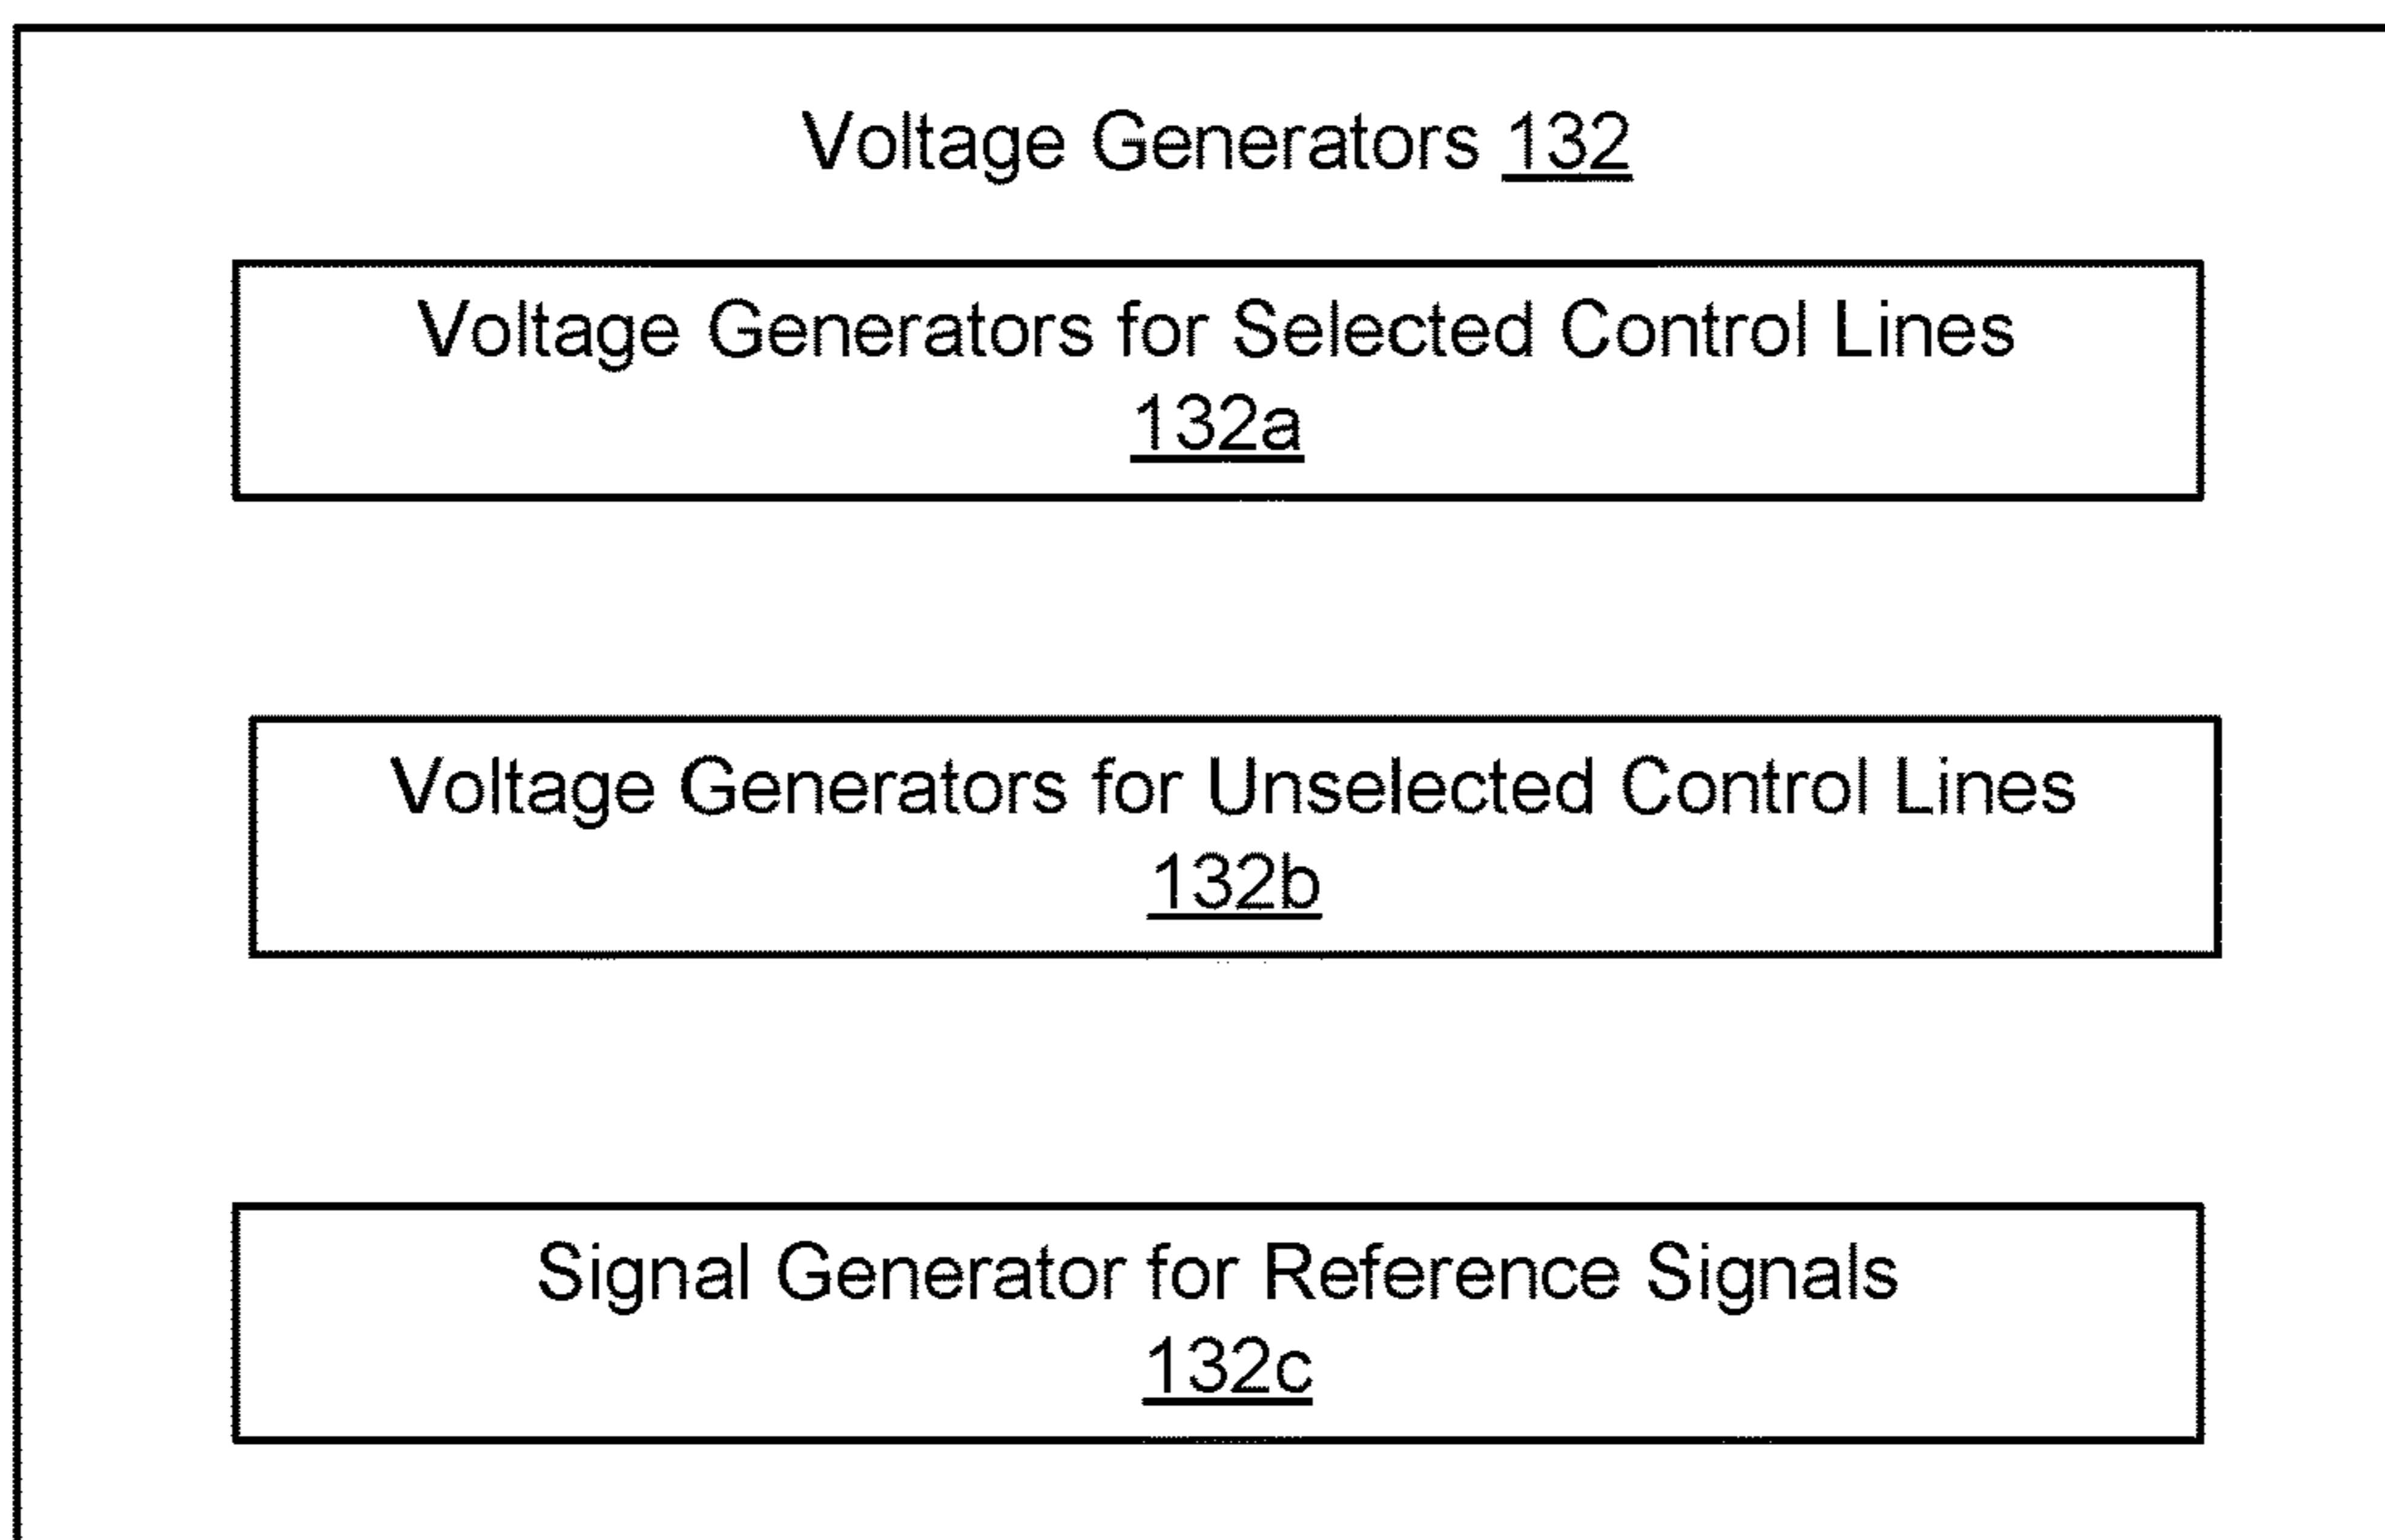 Voltage Generators 132
Voltage Generators for Selected Control Lines
132a
Voltage Generators for Unselected Control Lines
132b
Signal Generator for Reference Signals
132c